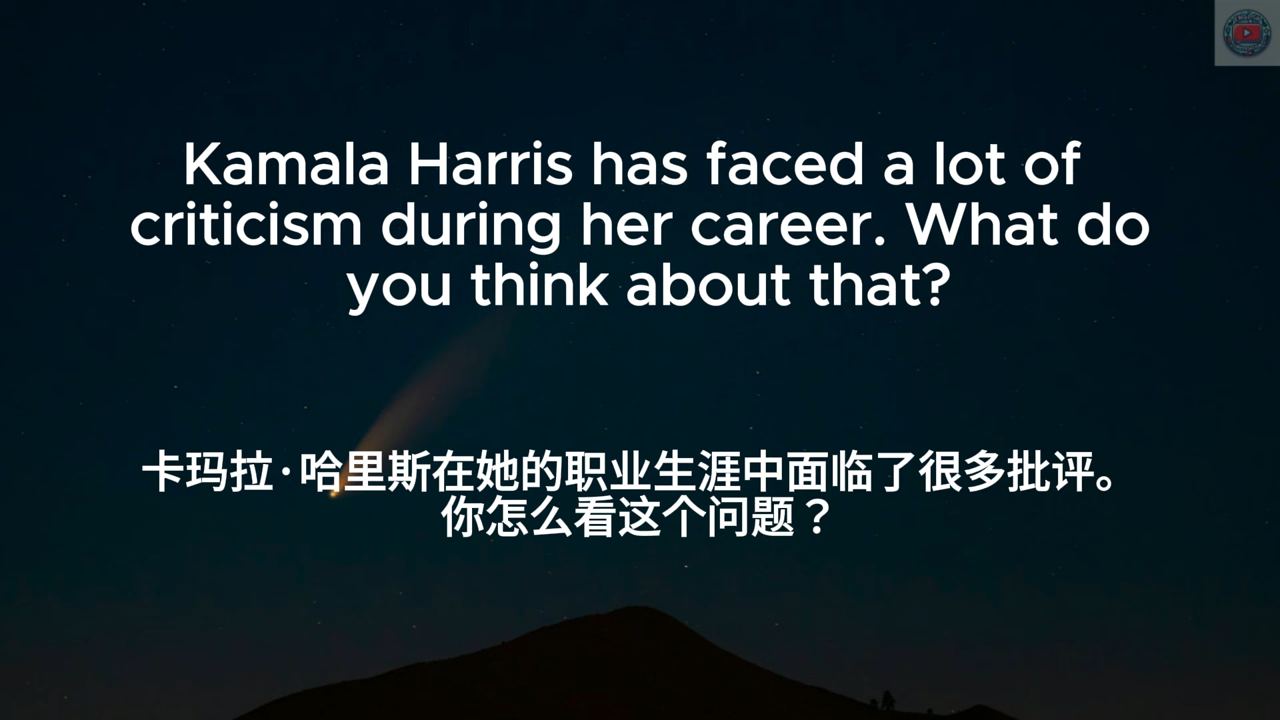 Kamala Harris has faced a lot of
criticism during her career. What do
you think about that?
卡玛拉·哈里斯在她的职业生涯中面临了很多批评。
你怎么看这个问题？